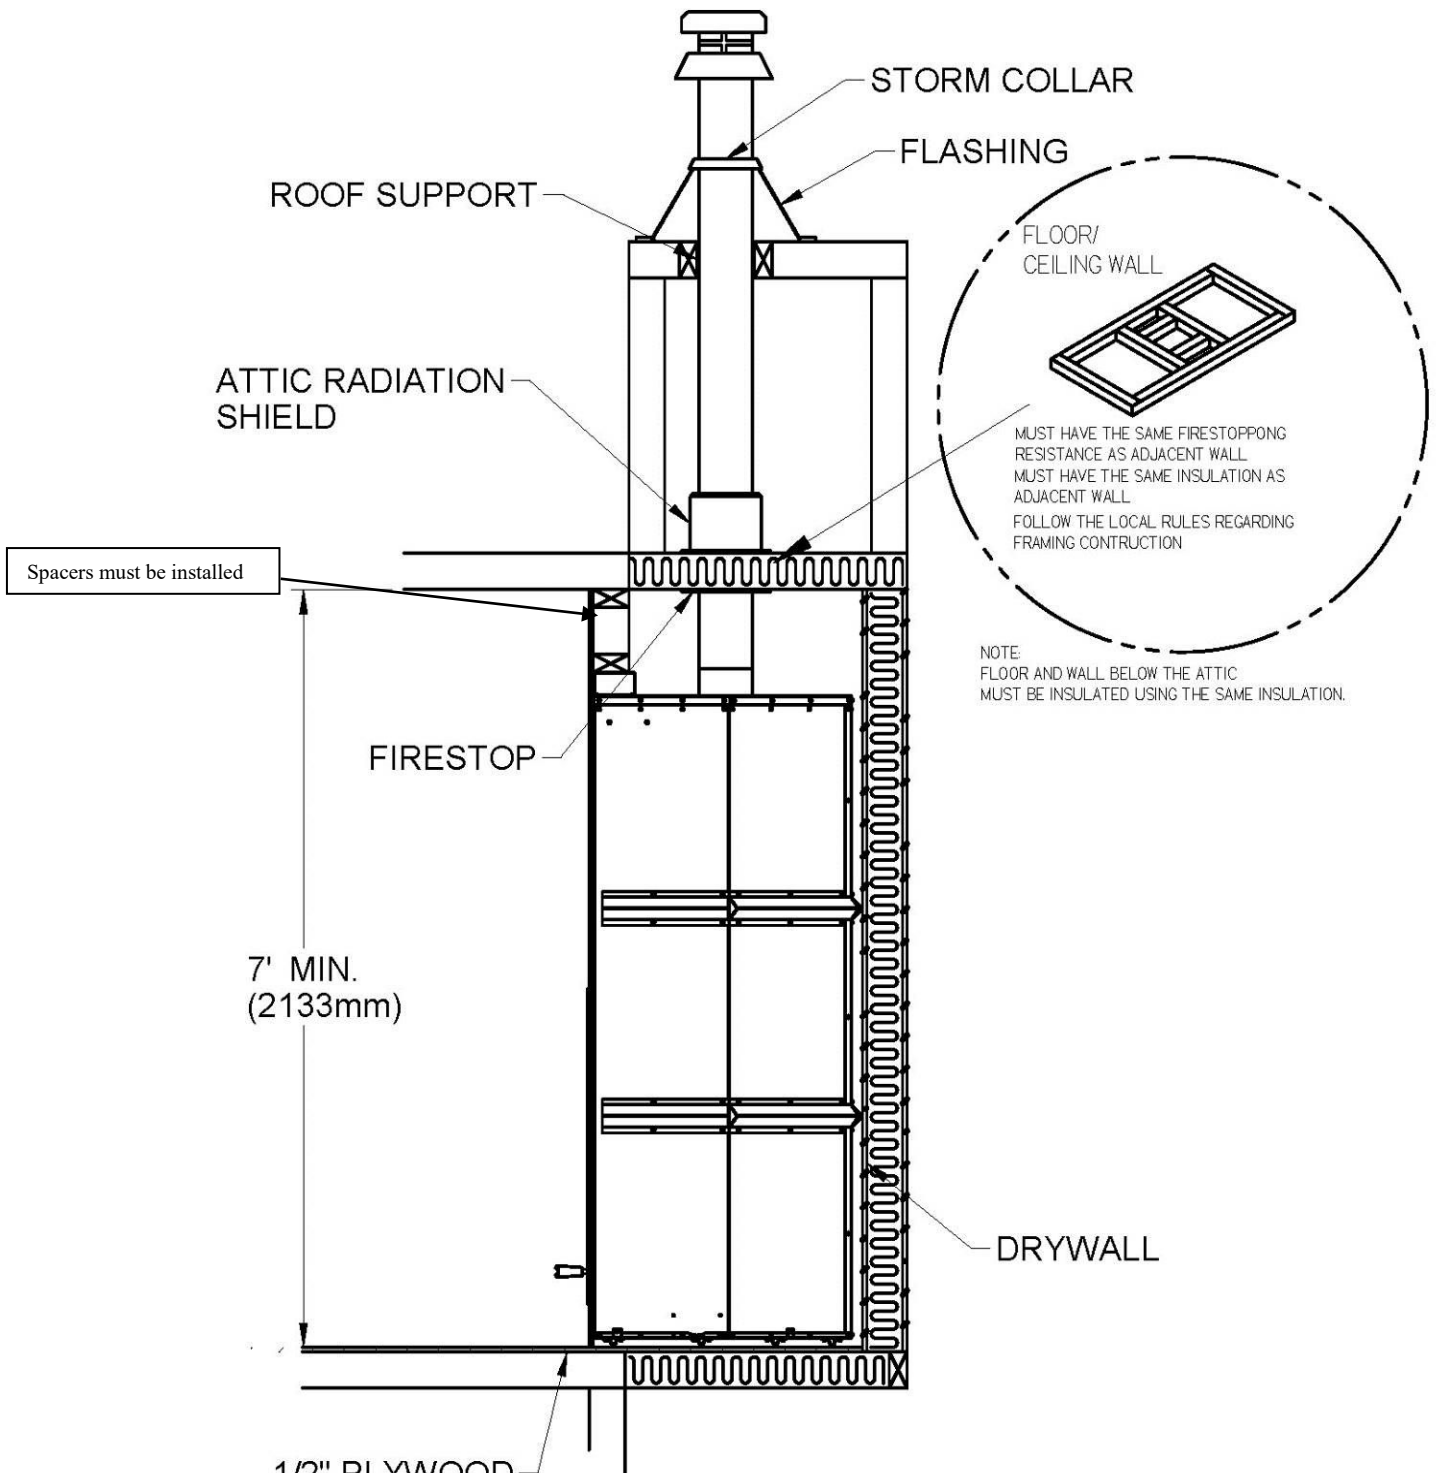 STORM COLLAR
FLASHING
ROOF SUPPORT
FLOOR/
CEILING WALL
ATTIC RADIATION
SHIELD
MUST HAVE THE SAME FIRESTOPPONG
RESISTANCE AS ADJACENT WALL
MUST HAVE THE SAME INSULATION AS
ADJACENT WALL
FOLLOW THE LOCAL RULES REGARDING
FRAMING CONTRUCTION
Spacers must be installed
NOTE:
FLOOR AND WALL BELOW THE ATTIC
MUST BE INSULATED USING THE SAME INSULATION.
FIRESTOP
7' MIN.
(2133mm)
DRYWALL
1/2" PLYWOOD